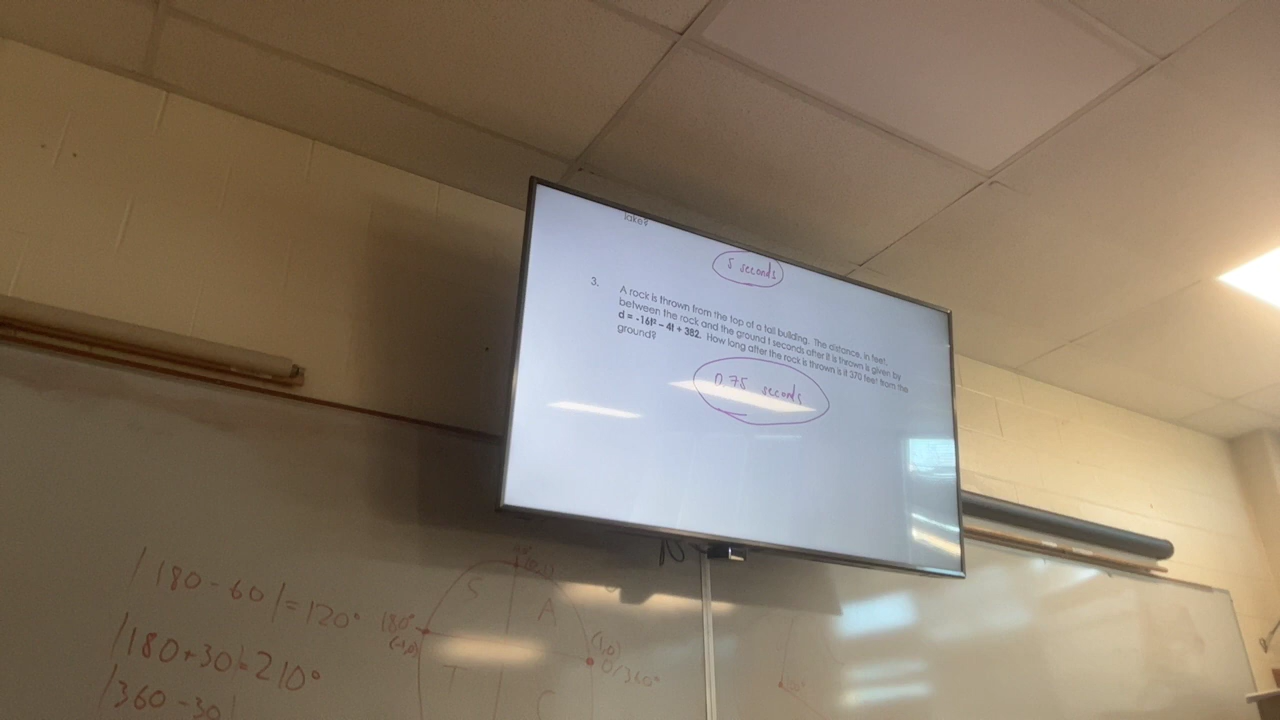 lake?
5 seconds
3. A rock is thrown from the top of a tall building. The distance, in feet,
between the rock and the ground t seconds after it is thrown is given by
d = -16t² – 4t + 382. How long after the rock is thrown is it 370 feet from the
ground?
0.75 seconds
|180-60|=120°
|180+30|=210°
|360-30|
S
A
180°
(-1,0)
(1,0)
0/360°
T
C